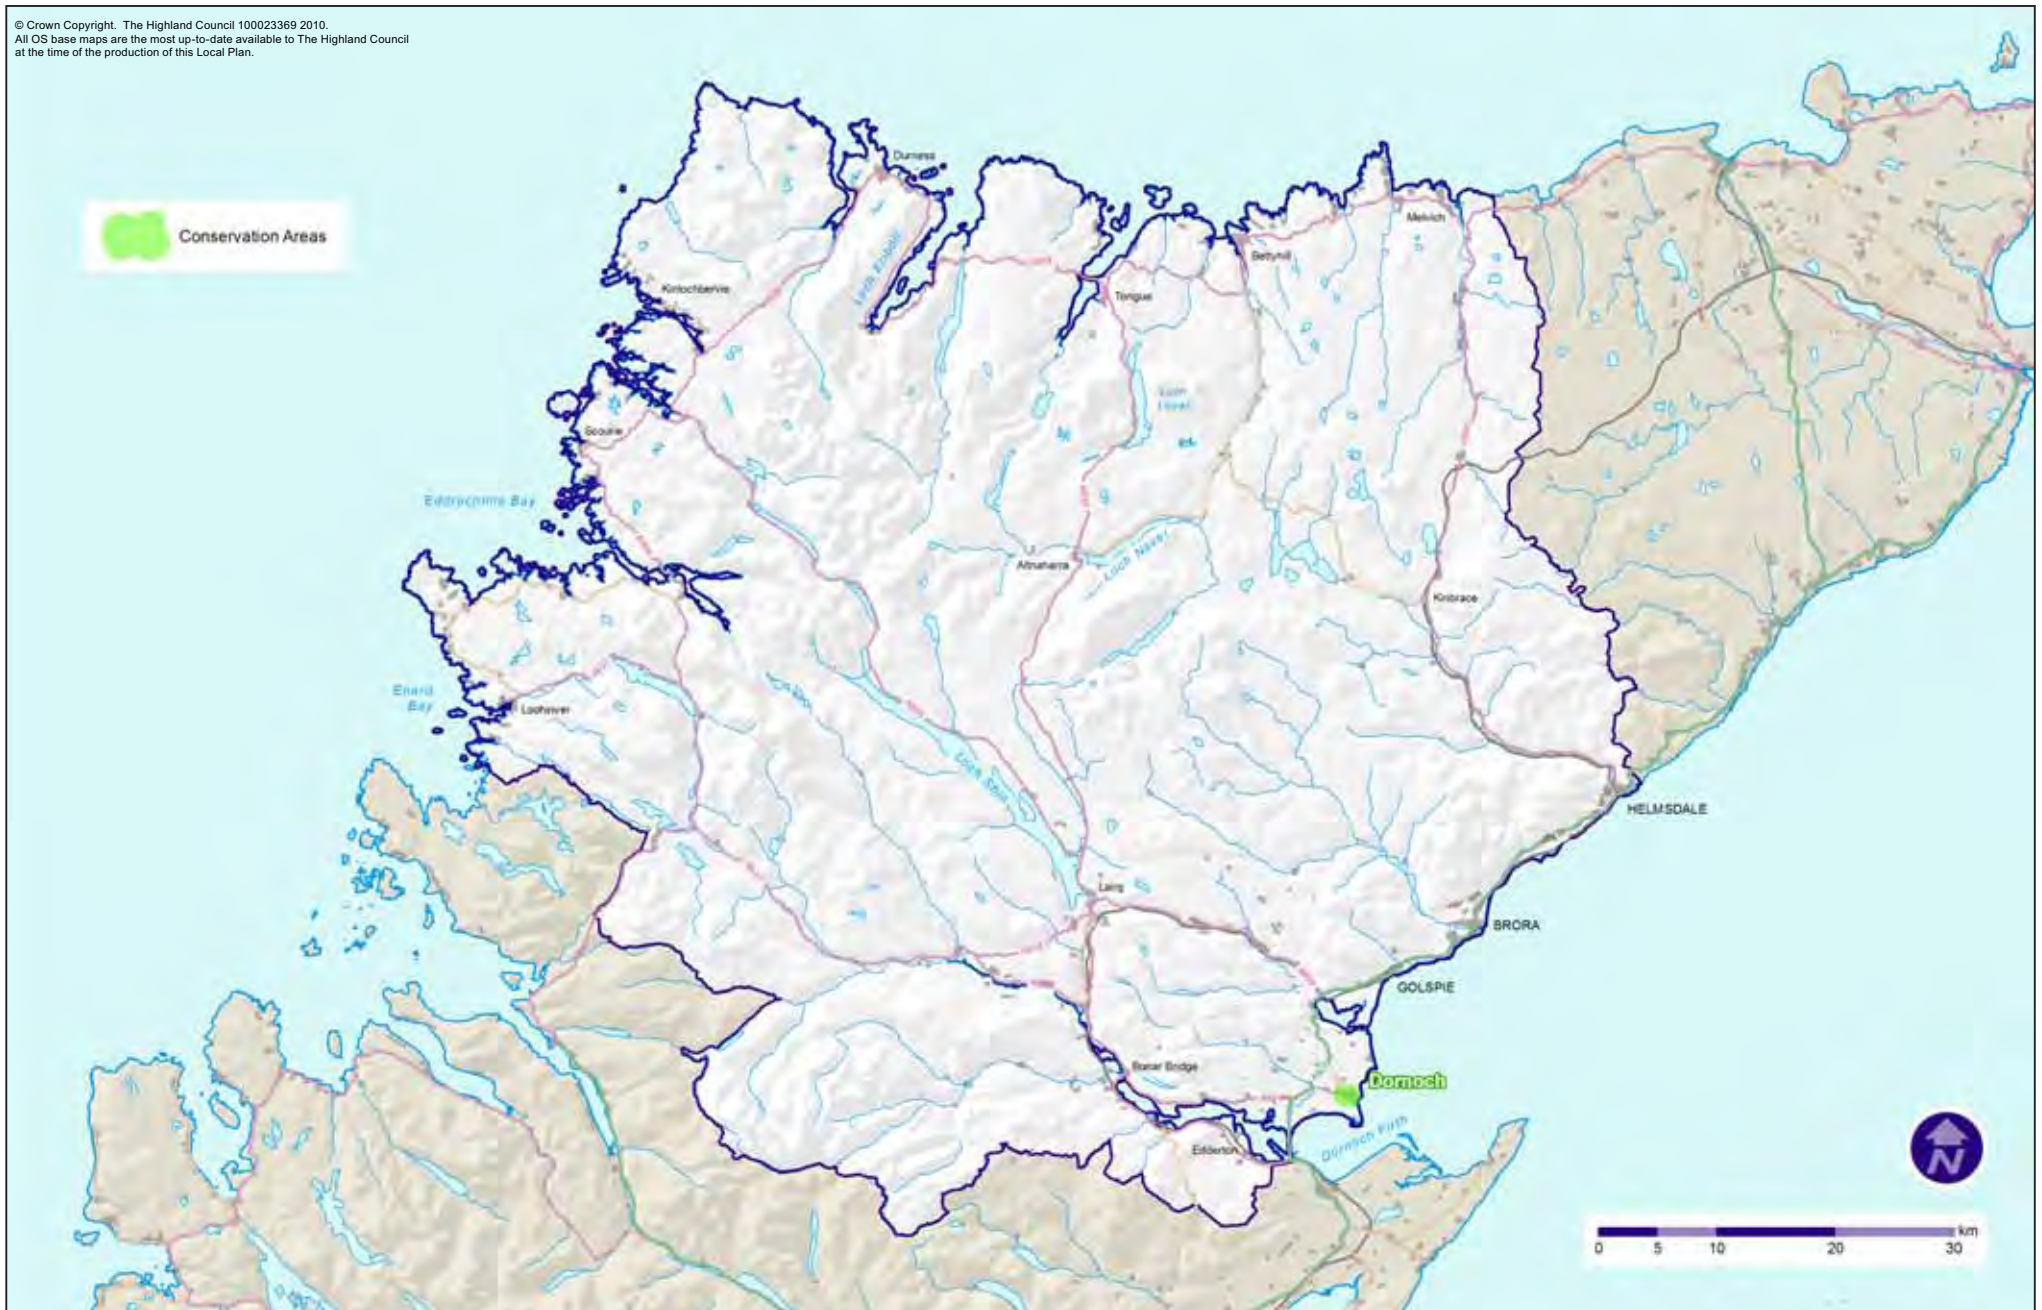 © Crown Copyright. The Highland Council 100023369 2010.
All OS base maps are the most up-to-date available to The Highland Council
at the time of the production of this Local Plan.
Conservation Areas
Durness
Melvich
Bettyhill
Loch Eriboll
Kinlochbervie
Tongue
Loch
Loyal
Scourie
Eddrachillis Bay
Altnaharra
Loch Naver
Kinbrace
Enard
Bay
Lochinver
Loch Shin
HELMSDALE
Lairg
BRORA
GOLSPIE
Bonar Bridge
Dornoch
Edderton
Dornoch Firth
N
km
0 5 10 20 30